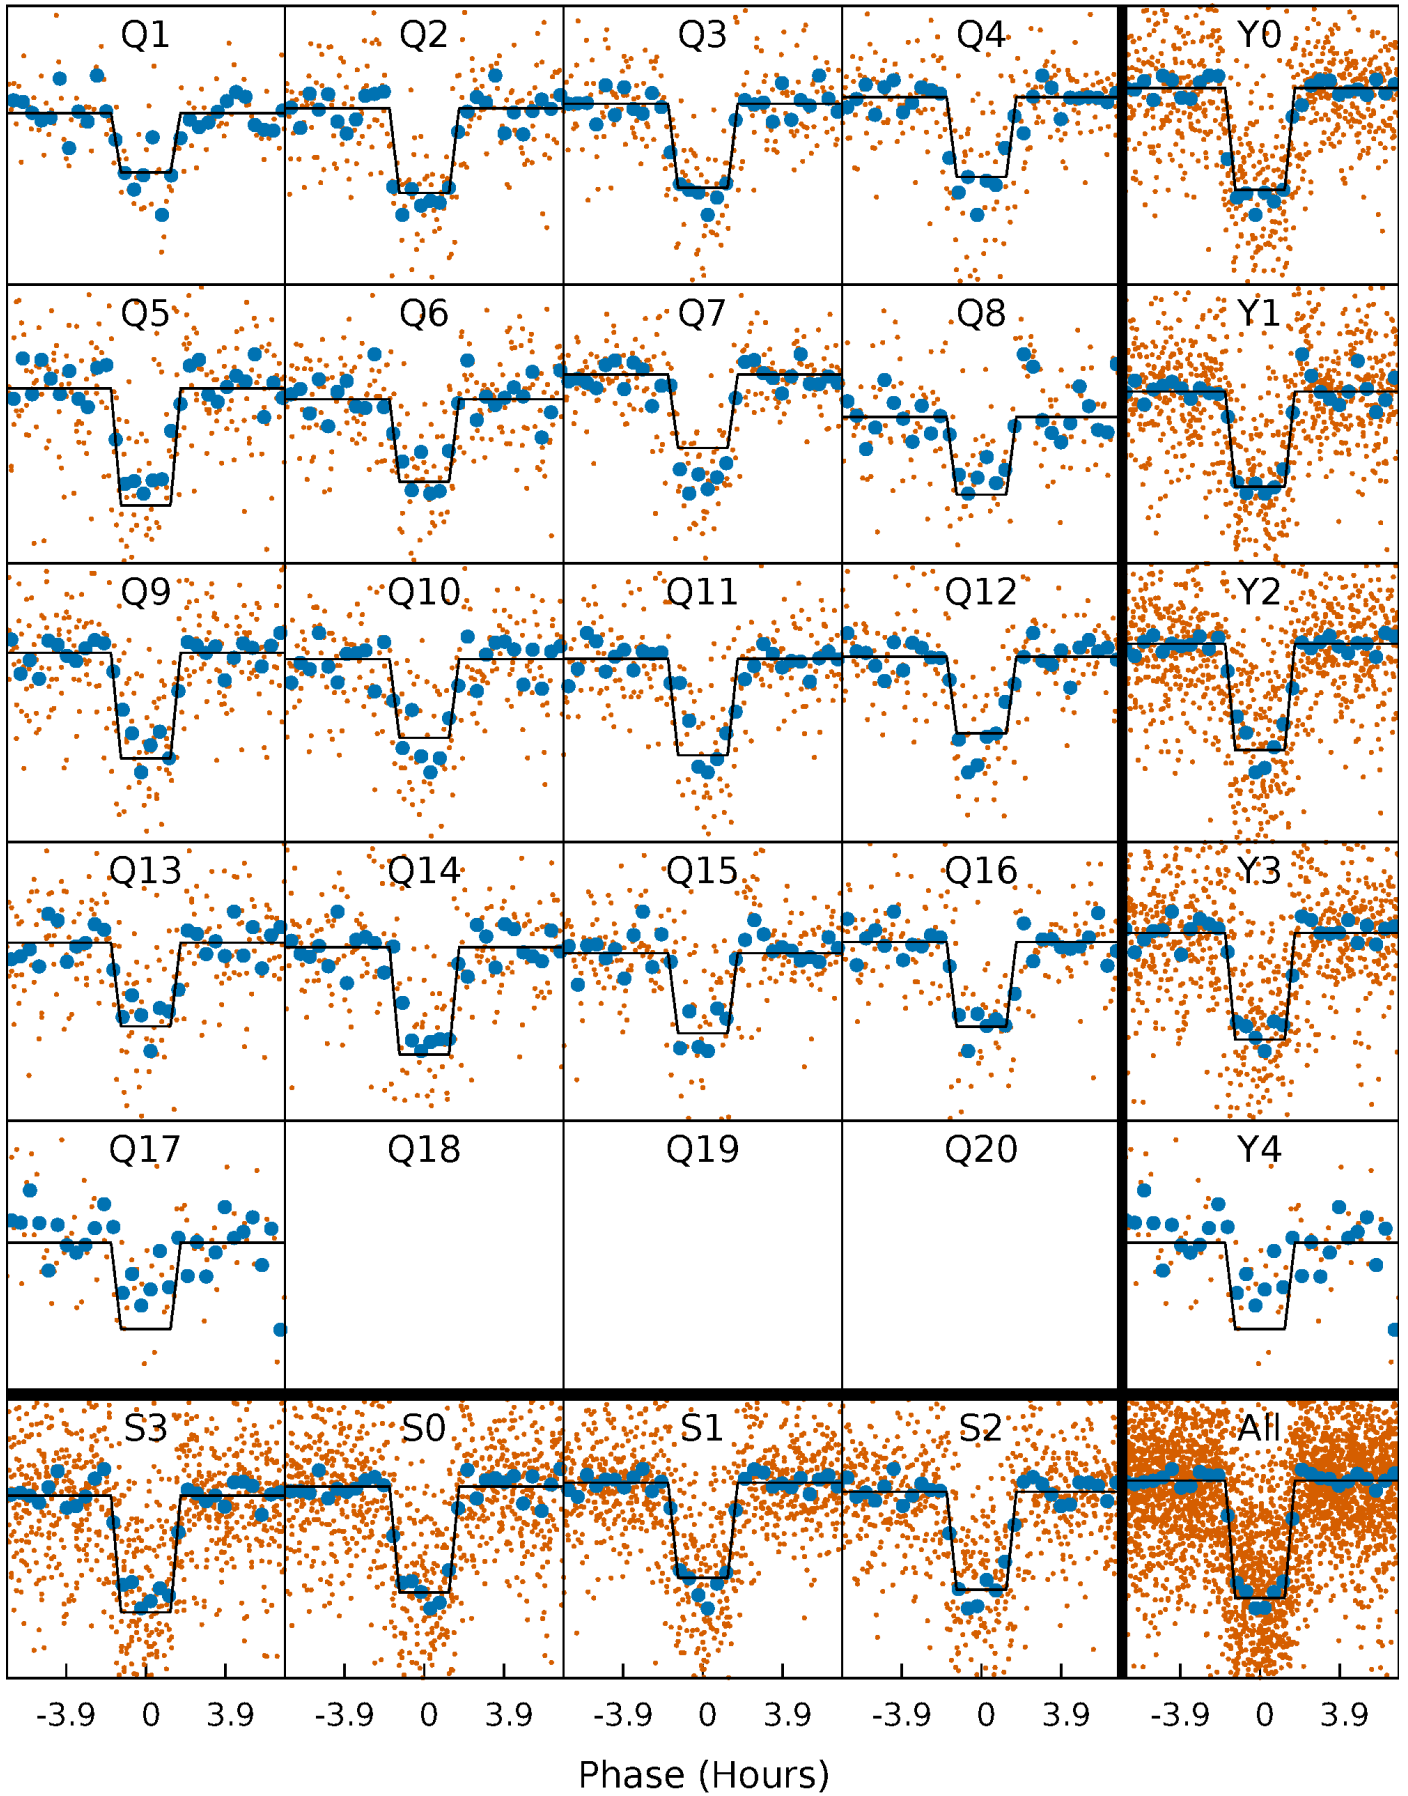 Q1 Q2 Q3 Q4 Y0
Q5 Q6 Q7 Q8 Y1
Q9 Q10 Q11 Q12 Y2
Q13 Q14 Q15 Q16 Y3
Q17 Q18 Q19 Q20 Y4
S3 S0 S1 S2 All
-3.9 0 3.9 -3.9 0 3.9 -3.9 0 3.9 -3.9 0 3.9 -3.9 0 3.9
Phase (Hours)